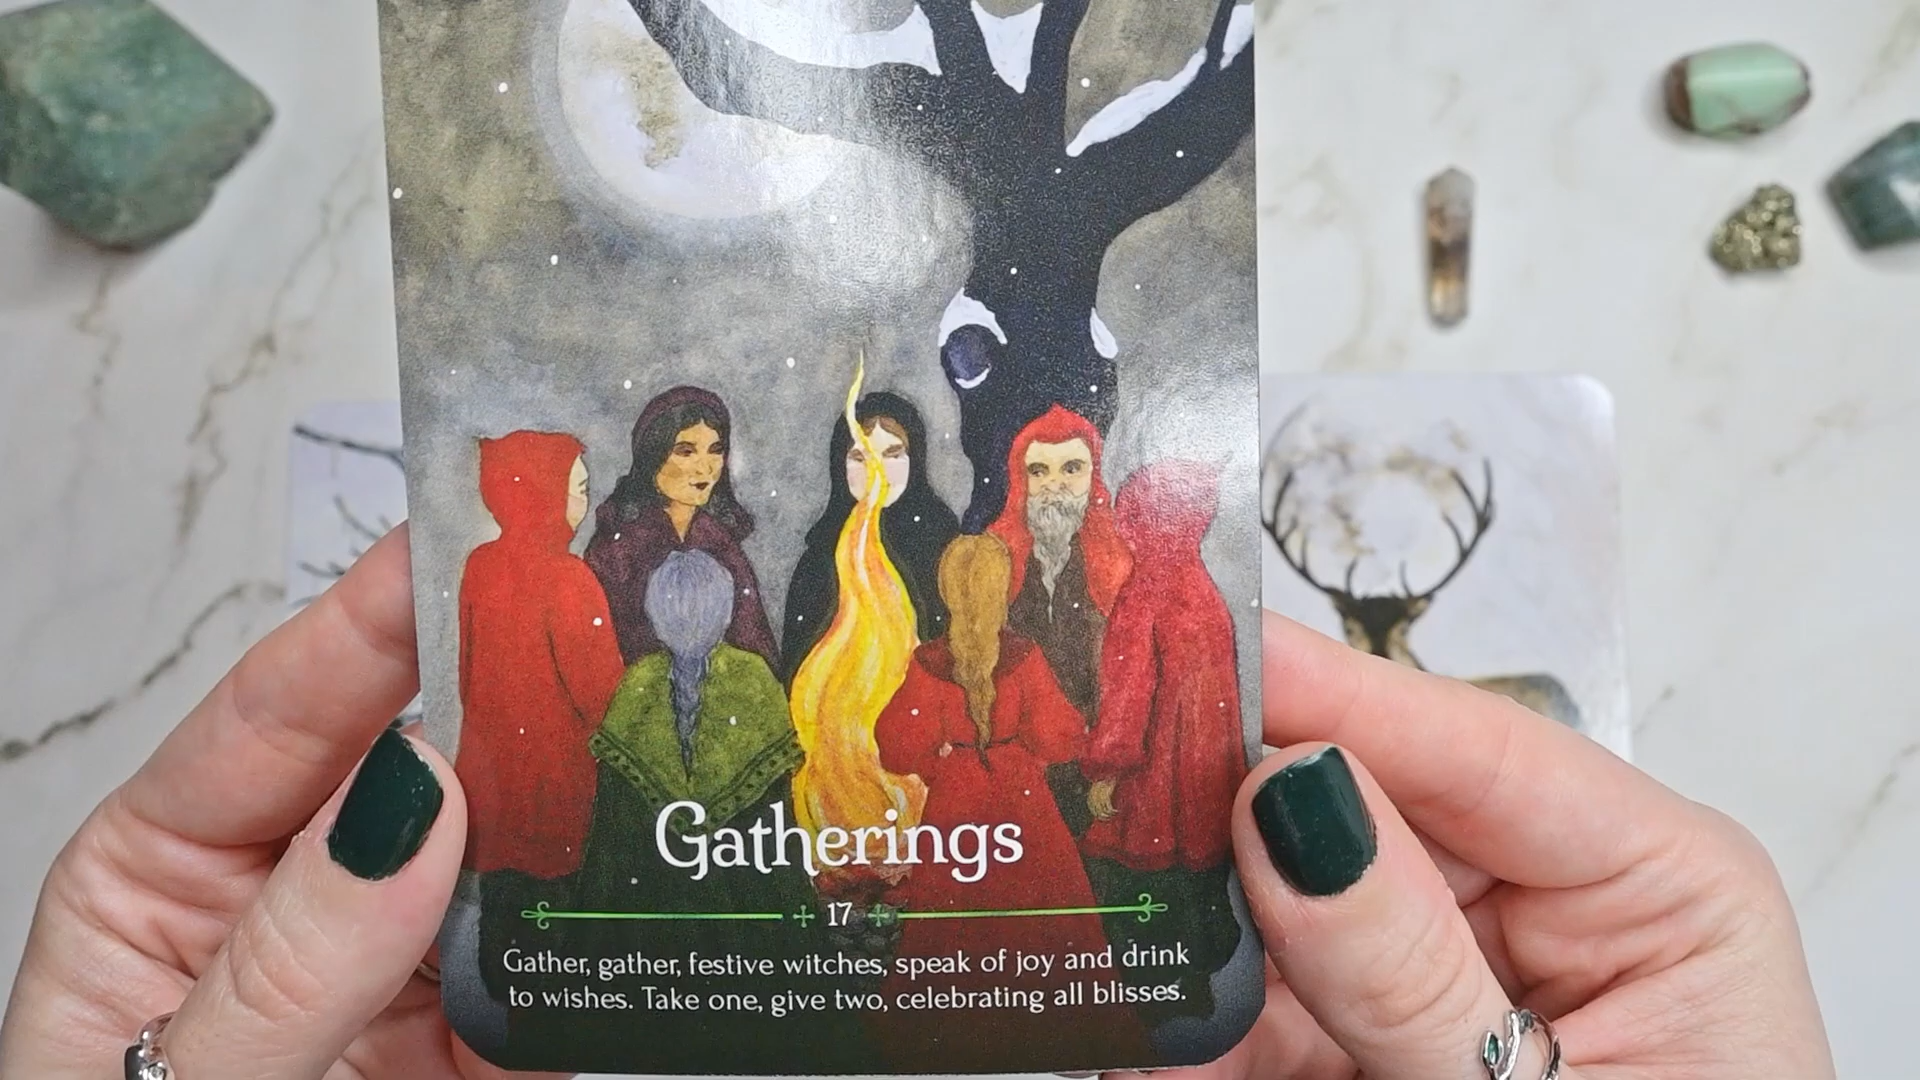 Gatherings
17
Gather, gather, festive witches, speak of joy and drink
to wishes. Take one, give two, celebrating all blisses.